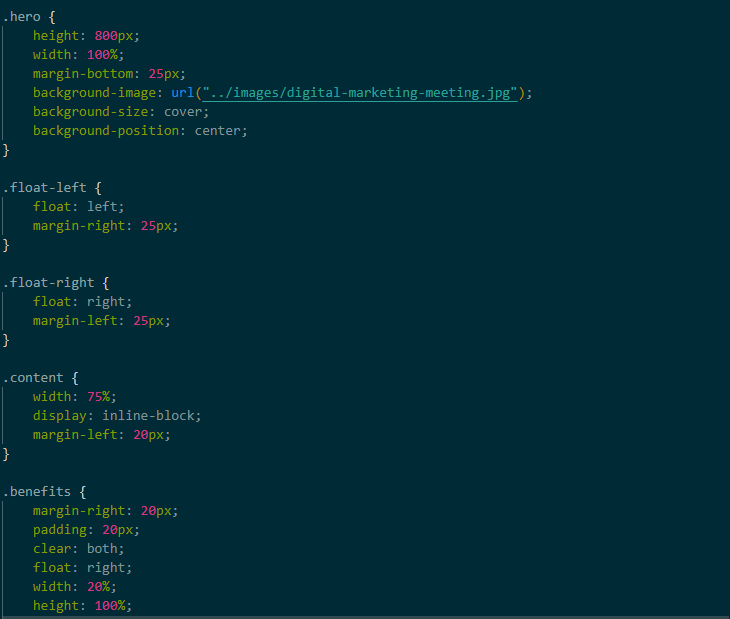 .hero {
    height: 800px;
    width: 100%;
    margin-bottom: 25px;
    background-image: url("../images/digital-marketing-meeting.jpg");
    background-size: cover;
    background-position: center;
}

.float-left {
    float: left;
    margin-right: 25px;
}

.float-right {
    float: right;
    margin-left: 25px;
}

.content {
    width: 75%;
    display: inline-block;
    margin-left: 20px;
}

.benefits {
    margin-right: 20px;
    padding: 20px;
    clear: both;
    float: right;
    width: 20%;
    height: 100%;